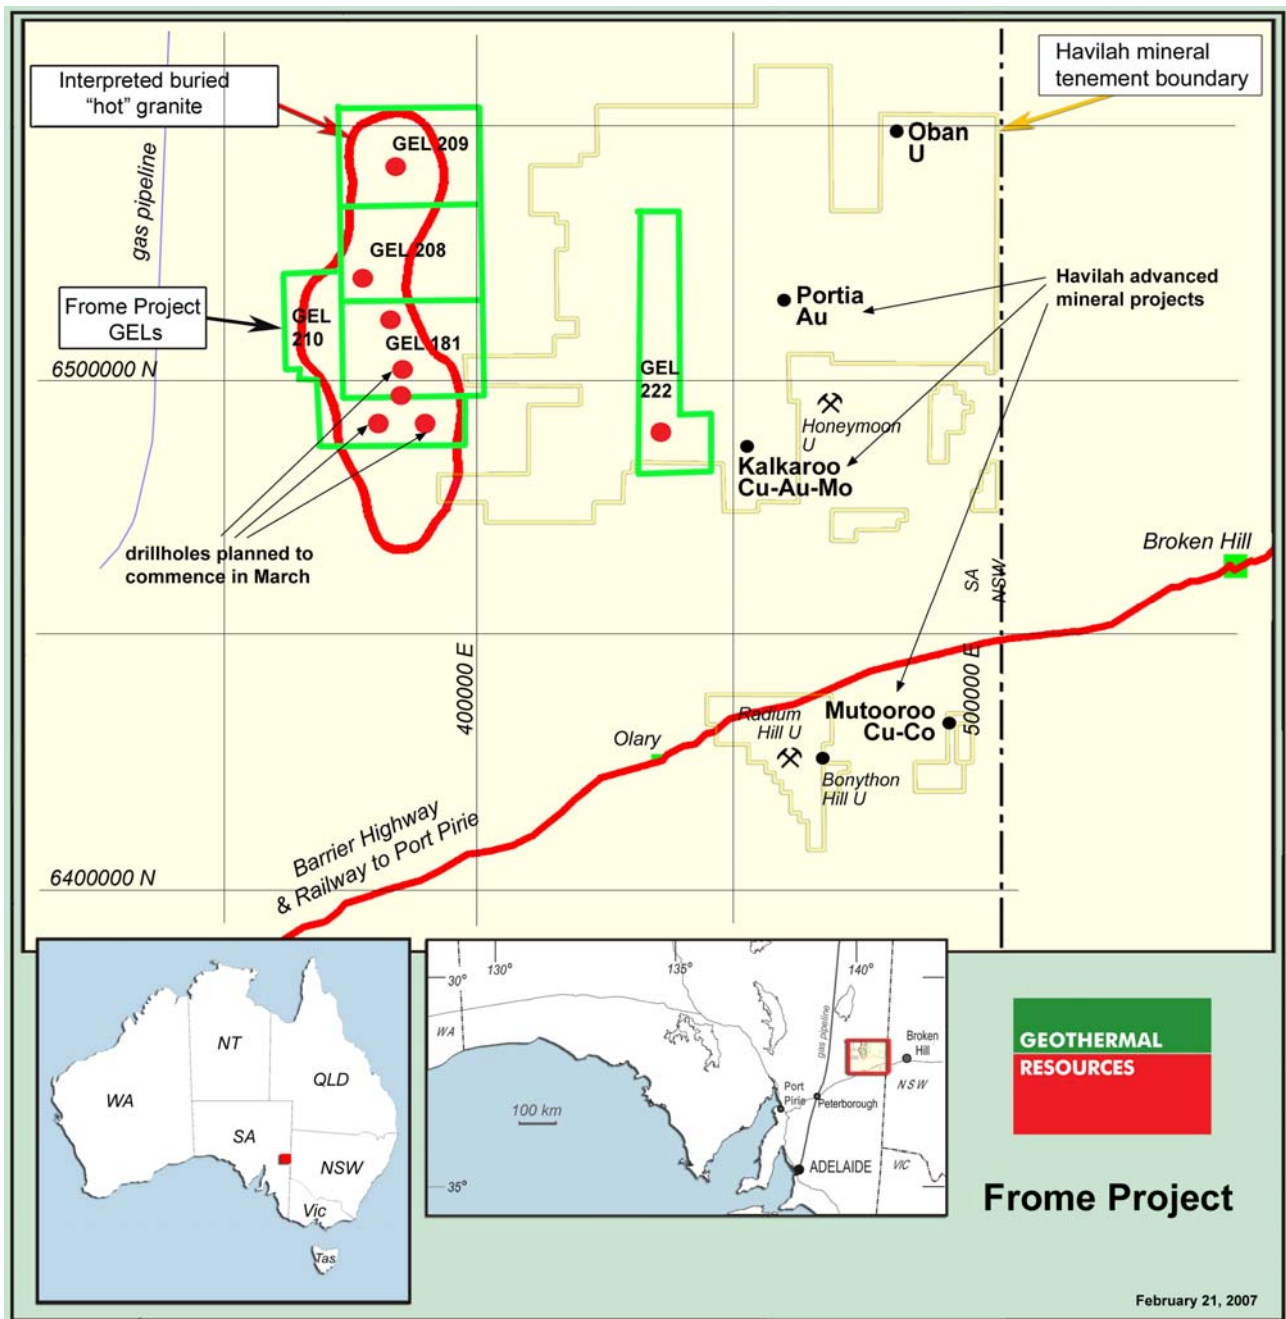 Interpreted buried
“hot” granite
Havilah mineral
tenement boundary
GEL 209
Oban
U
gas pipeline
GEL 208
Frome Project
GELs
GEL
210
GEL 181
Portia
Au
Havilah advanced
mineral projects
6500000 N
GEL
222
Honeymoon
U
Kalkaroo
Cu-Au-Mo
drillholes planned to
commence in March
Broken Hill
SA
NSW
400000 E
500000 E
Olary
Radium
Hill U
Mutooroo
Cu-Co
Bonython
Hill U
Barrier Highway
& Railway to Port Pirie
6400000 N
WA
NT
QLD
SA
NSW
Vic
Tas
130°
135°
140°
30°
WA
gas pipeline
Broken
Hill
NSW
Port
Pirie
Peterborough
100 km
ADELAIDE
VIC
35°
GEOTHERMAL
RESOURCES
Frome Project
February 21, 2007